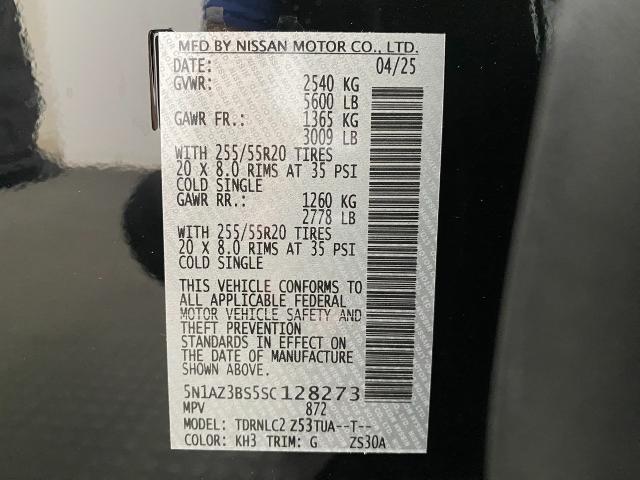 MFD BY NISSAN MOTOR CO., LTD.
DATE: 04/25
GVWR: 2540 KG
5600 LB
GAWR FR.: 1365 KG
3009 LB
WITH 255/55R20 TIRES
20 X 8.0 RIMS AT 35 PSI
COLD SINGLE
GAWR RR.: 1260 KG
2778 LB
WITH 255/55R20 TIRES
20 X 8.0 RIMS AT 35 PSI
COLD SINGLE
THIS VEHICLE CONFORMS TO
ALL APPLICABLE FEDERAL
MOTOR VEHICLE SAFETY AND
THEFT PREVENTION
STANDARDS IN EFFECT ON
THE DATE OF MANUFACTURE
SHOWN ABOVE.
5N1AZ3BS5SC128273
MPV 872
MODEL: TDRNLC2 Z53TUA--T--
COLOR: KH3 TRIM: G ZS30A